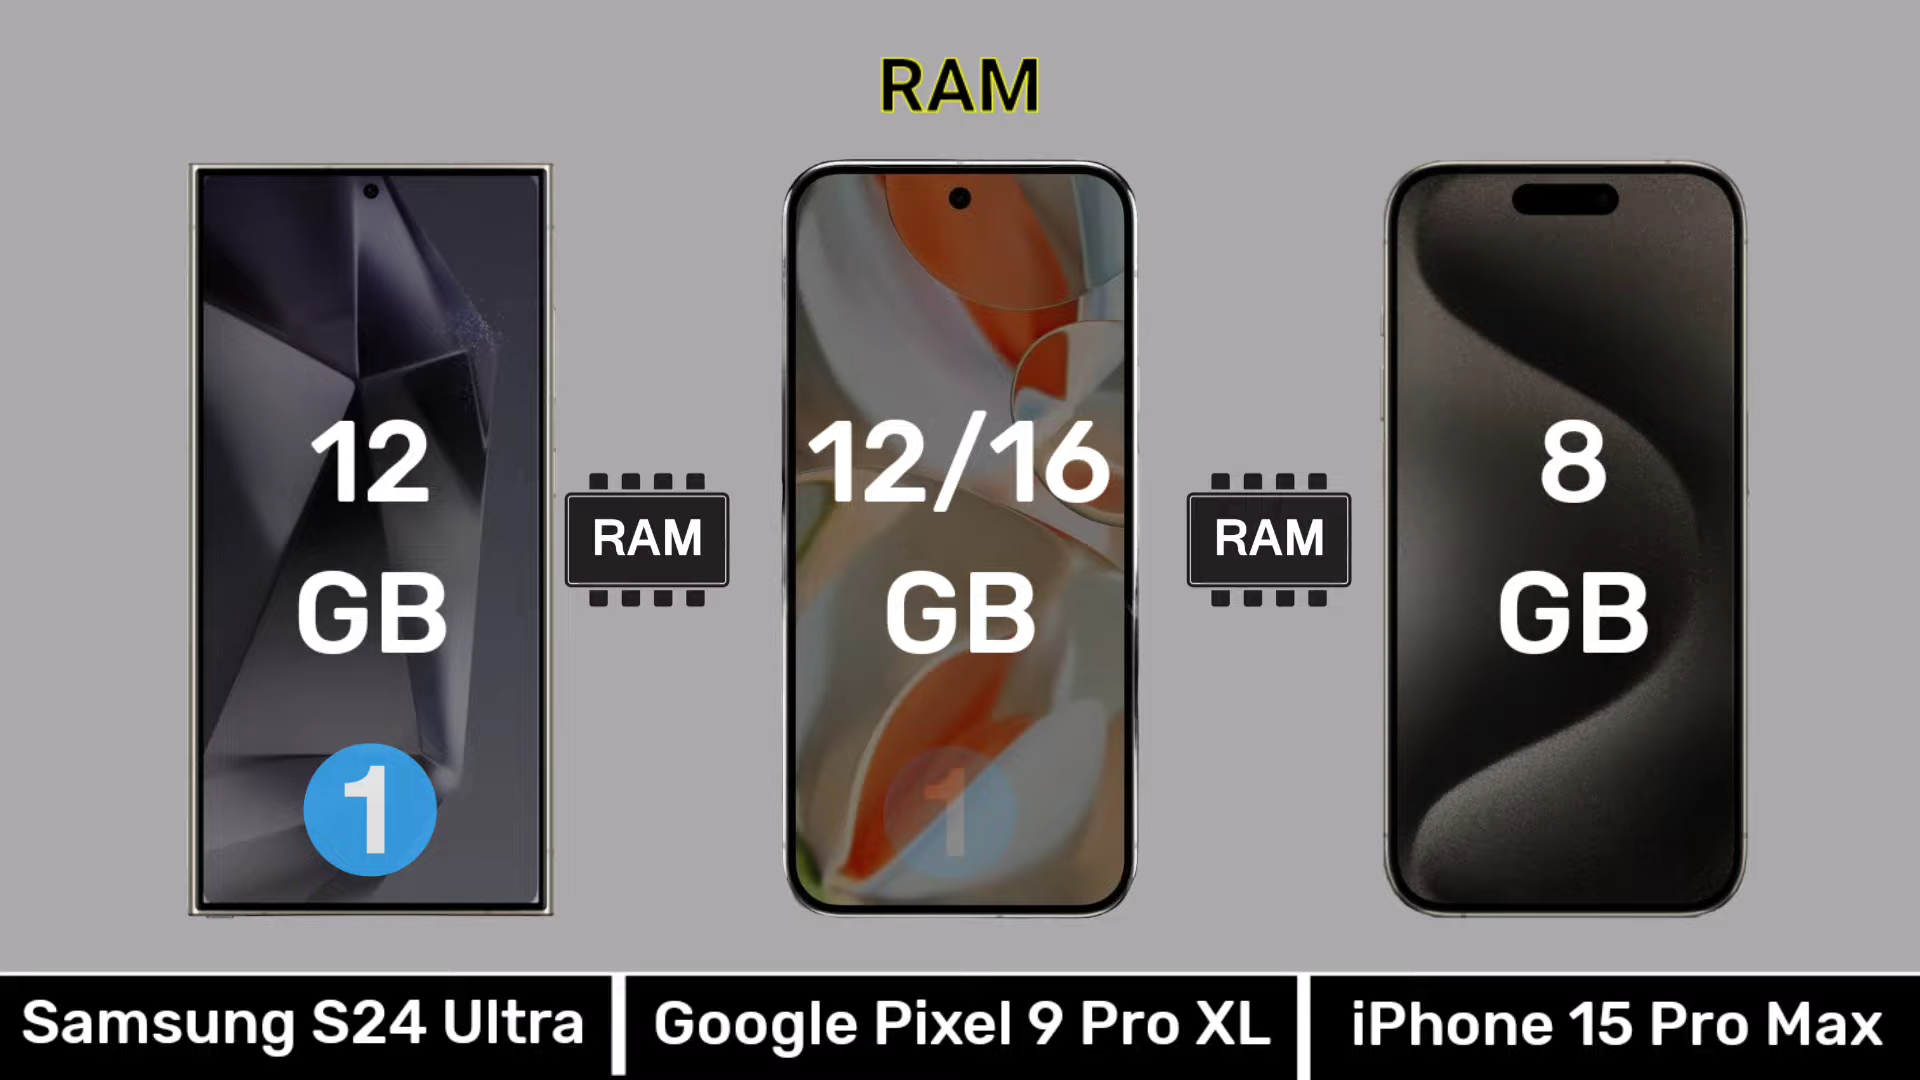 RAM
12
GB
RAM
12/16
GB
RAM
8
GB
1
1
Samsung S24 Ultra
Google Pixel 9 Pro XL
iPhone 15 Pro Max